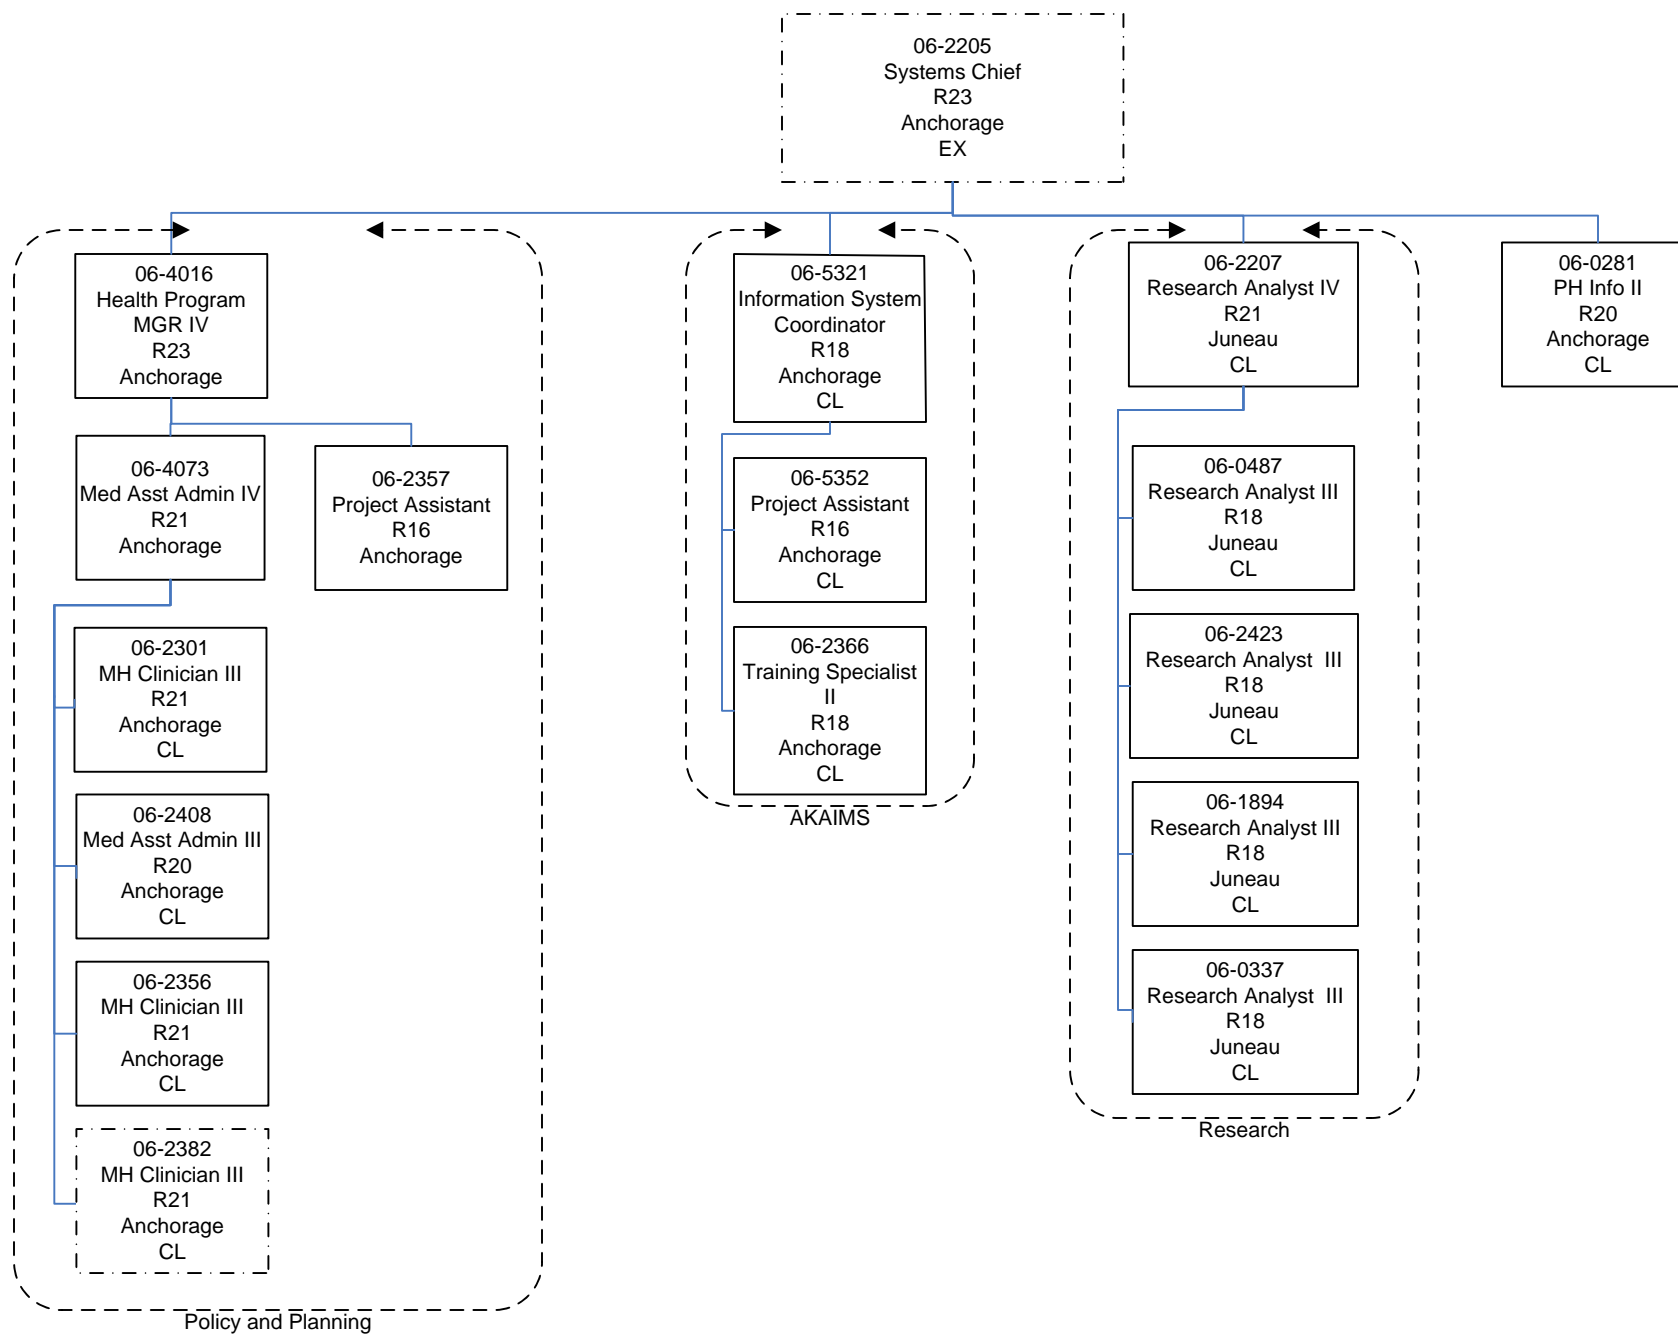 06-2205
Systems Chief
R23
Anchorage
EX
06-4016
Health Program
MGR IV
R23
Anchorage
06-5321
Information System
Coordinator
R18
Anchorage
CL
06-2207
Research Analyst IV
R21
Juneau
CL
06-0281
PH Info II
R20
Anchorage
CL
06-4073
Med Asst Admin IV
R21
Anchorage
06-2357
Project Assistant
R16
Anchorage
06-2301
MH Clinician III
R21
Anchorage
CL
06-2408
Med Asst Admin III
R20
Anchorage
CL
06-2356
MH Clinician III
R21
Anchorage
CL
06-2382
MH Clinician III
R21
Anchorage
CL
Policy and Planning
06-5352
Project Assistant
R16
Anchorage
CL
06-2366
Training Specialist
II
R18
Anchorage
CL
AKAIMS
06-0487
Research Analyst III
R18
Juneau
CL
06-2423
Research Analyst  III
R18
Juneau
CL
06-1894
Research Analyst III
R18
Juneau
CL
06-0337
Research Analyst  III
R18
Juneau
CL
Research